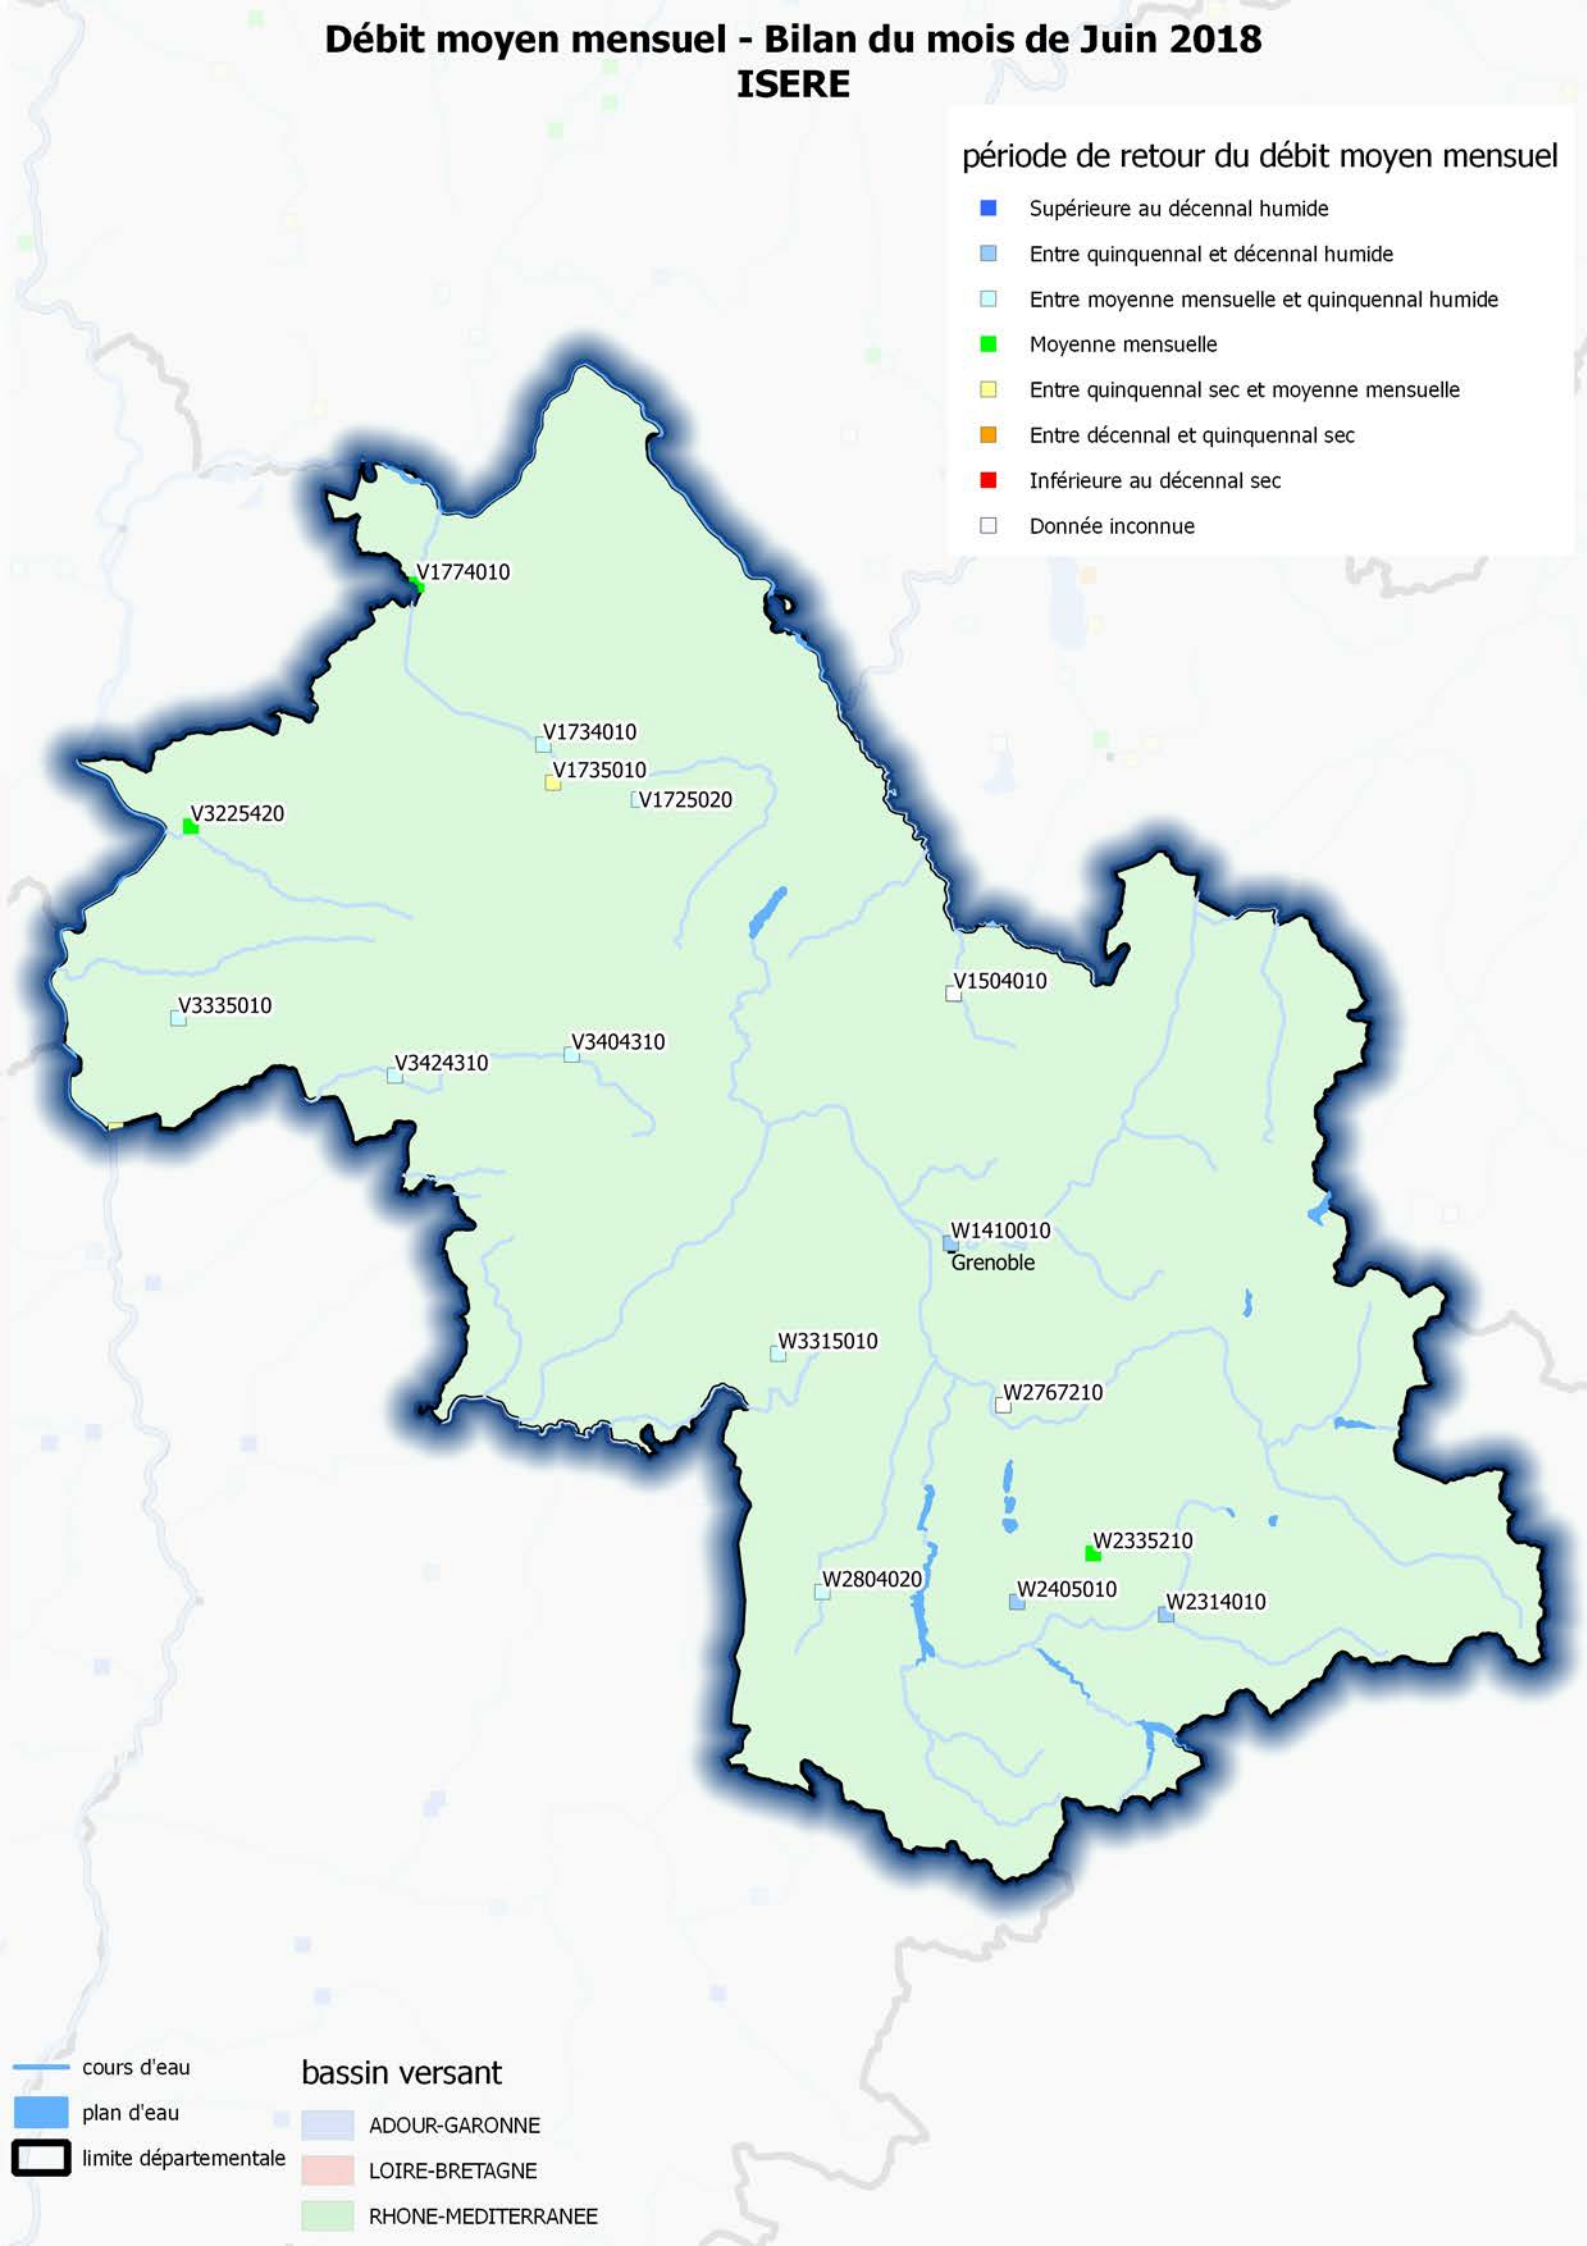 Débit moyen mensuel - Bilan du mois de Juin 2018
ISERE
période de retour du débit moyen mensuel
Supérieure au décennal humide
Entre quinquennal et décennal humide
Entre moyenne mensuelle et quinquennal humide
Moyenne mensuelle
Entre quinquennal sec et moyenne mensuelle
Entre décennal et quinquennal sec
Inférieure au décennal sec
Donnée inconnue
V1774010
V1734010
V1735010
V1725020
V3225420
V1504010
V3335010
V3404310
V3424310
W1410010
Grenoble
W3315010
W2767210
W2335210
W2804020
W2405010
W2314010
cours d'eau
plan d'eau
limite départementale
bassin versant
ADOUR-GARONNE
LOIRE-BRETAGNE
RHONE-MEDITERRANEE